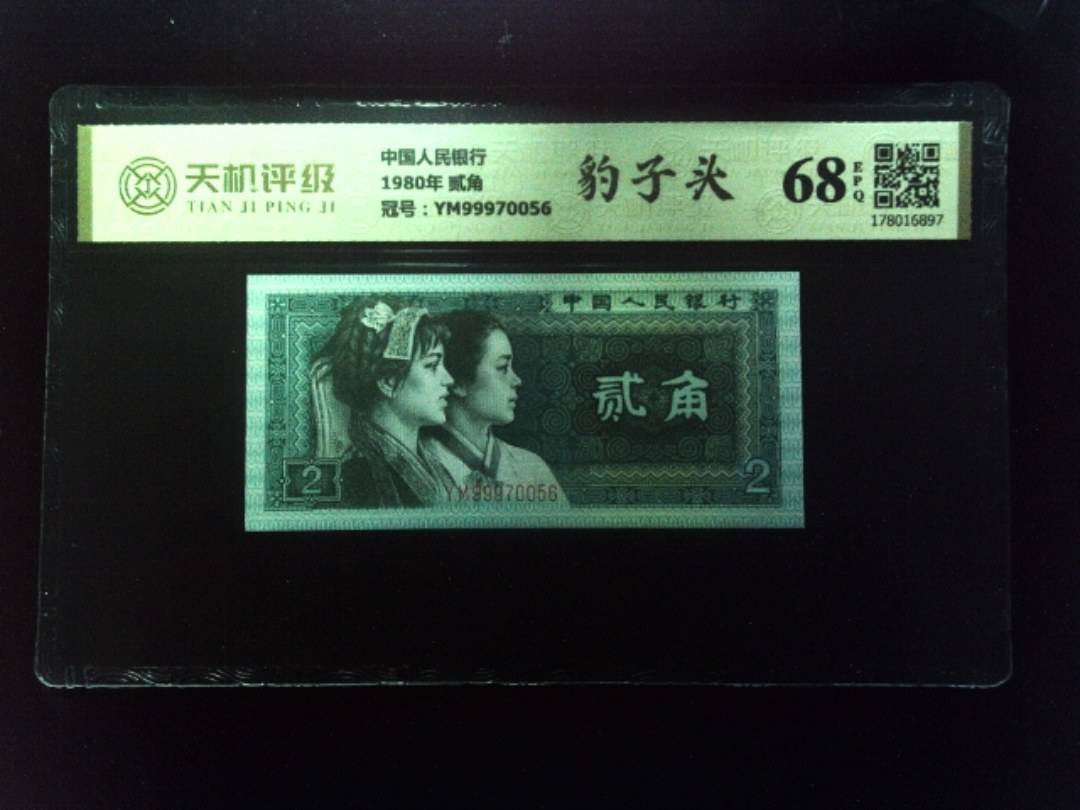 天机评级
TIAN JI PING JI
中国人民银行
1980年 贰角
冠号：YM99970056
豹子头
68
EPQ
178016897
中国人民银行
贰角
2
2
YM99970056